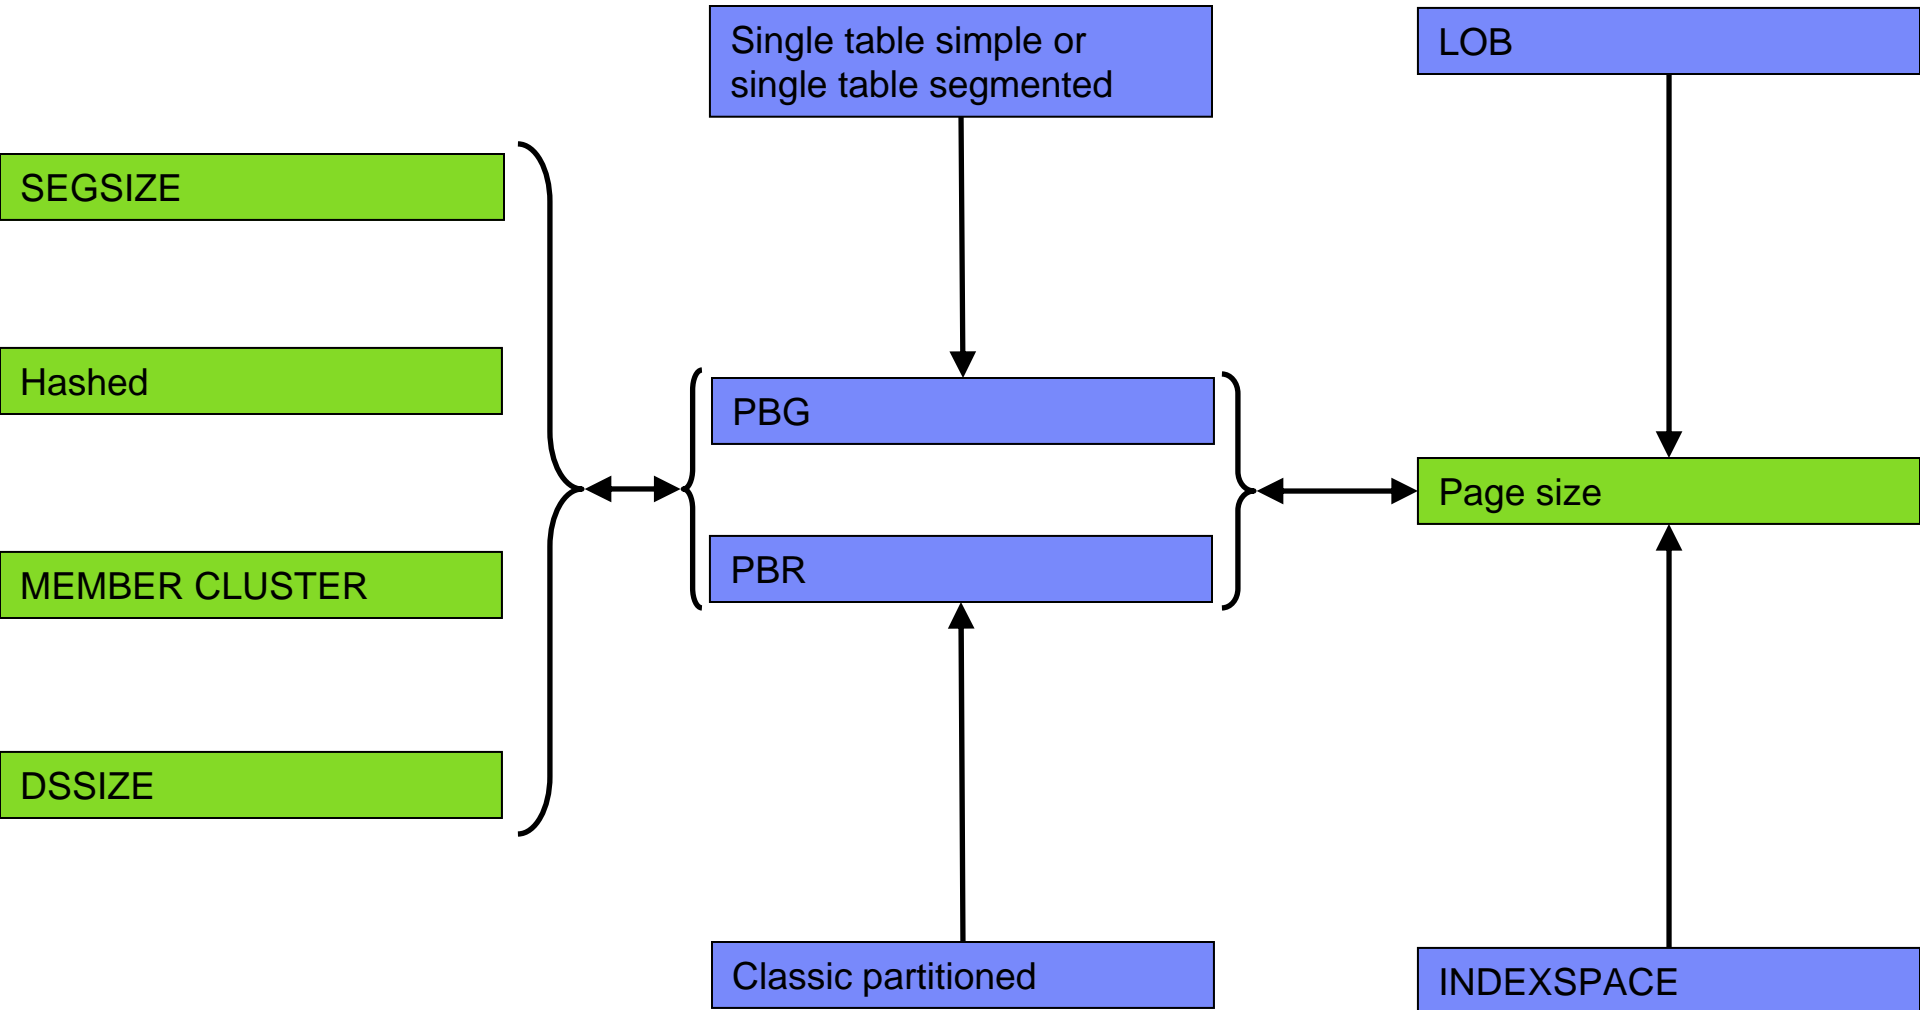 Single table simple or
single table segmented
LOB
SEGSIZE
Hashed
PBG
Page size
PBR
MEMBER CLUSTER
DSSIZE
Classic partitioned
INDEXSPACE